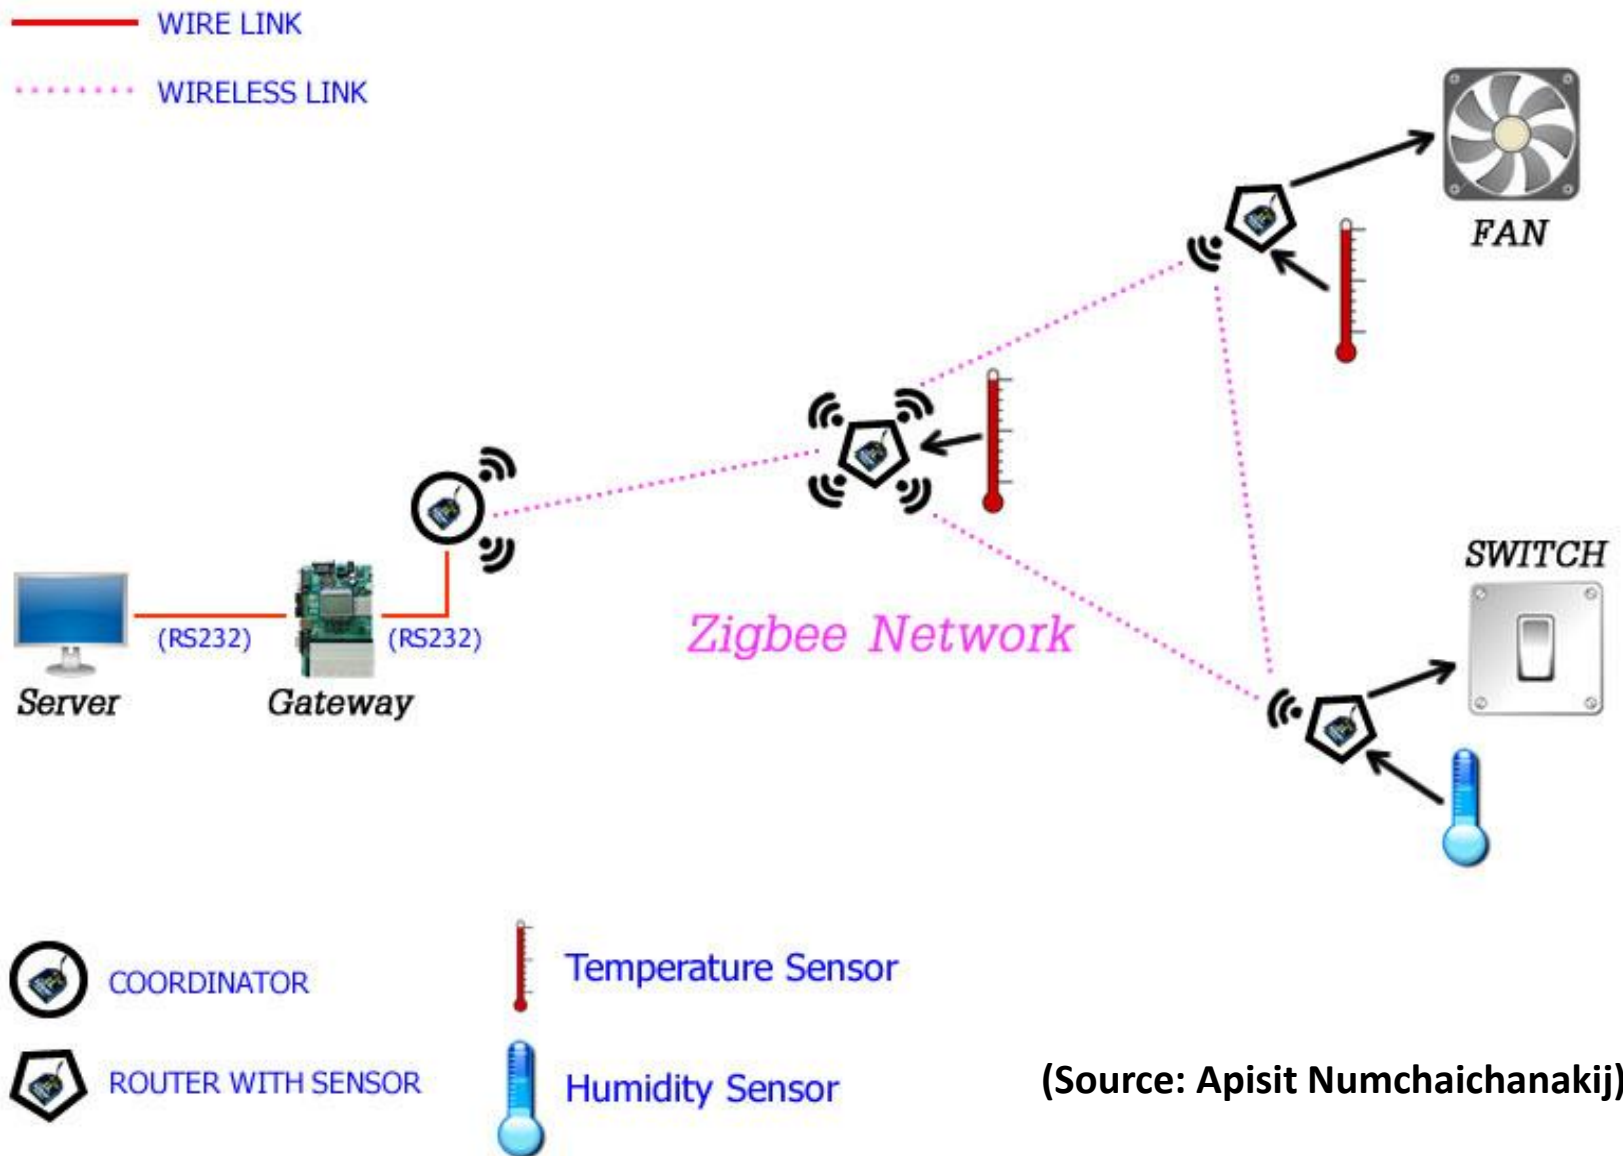 WIRE LINK
WIRELESS LINK
FAN
SWITCH
Zigbee Network
(RS232)
(RS232)
Server
Gateway
COORDINATOR
Temperature Sensor
ROUTER WITH SENSOR
Humidity Sensor
(Source: Apisit Numchaichanakij)